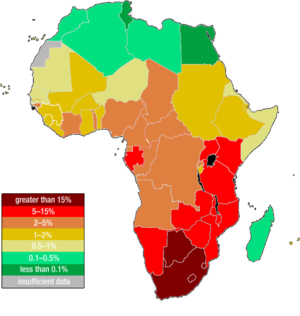 greater than 15%
5–15%
2–5%
1–2%
0.5–1%
0.1–0.5%
less than 0.1%
insufficient data